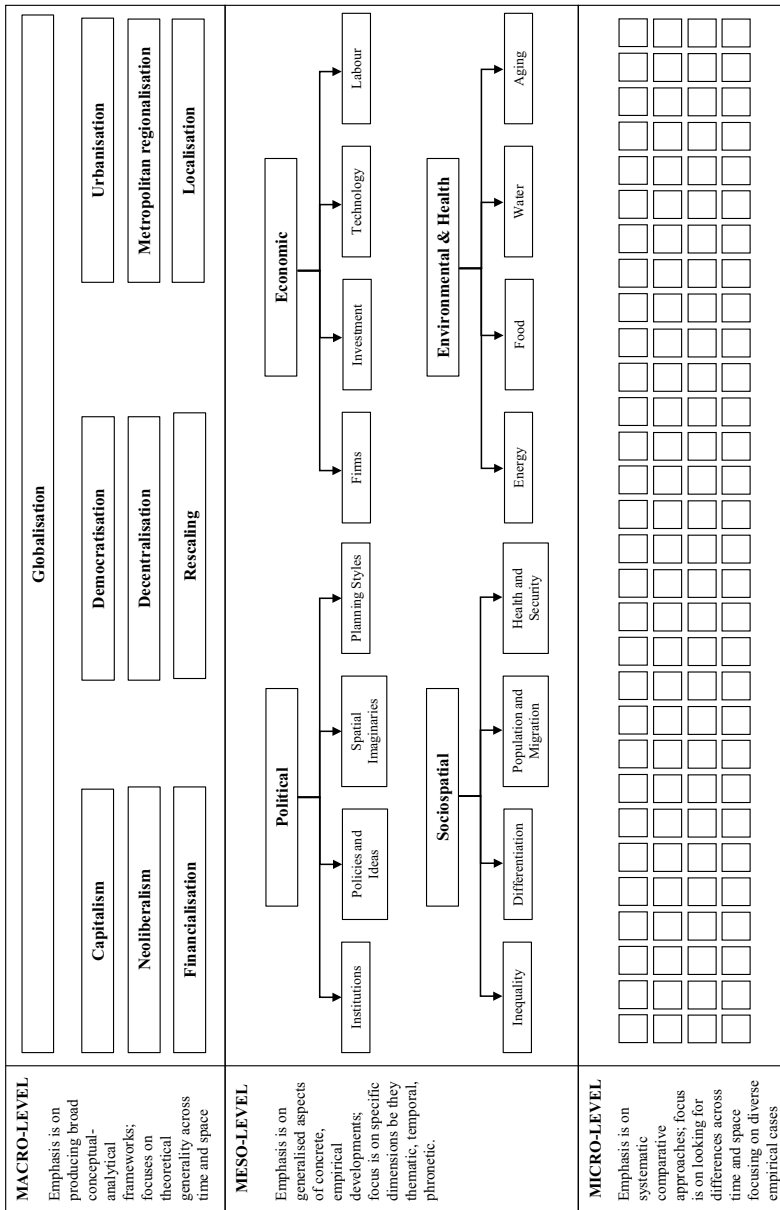 MACRO-LEVEL
Emphasis is on
producing broad
conceptual-
analytical
frameworks;
focuses on
theoretical
generality across
time and space
Globalisation
Capitalism
Democratisation
Urbanisation
Neoliberalism
Decentralisation
Metropolitan regionalisation
Financialisation
Rescaling
Localisation
MESO-LEVEL
Emphasis is on
generalised aspects
of concrete,
empirical
developments;
focus is on specific
dimensions be they
thematic, temporal,
phronetic.
Political
Institutions
Policies and
Ideas
Spatial
Imaginaries
Planning Styles
Economic
Firms
Investment
Technology
Labour
Sociospatial
Inequality
Differentiation
Population and
Migration
Health and
Security
Environmental & Health
Energy
Food
Water
Aging
MICRO-LEVEL
Emphasis is on
systematic
comparative
approaches; focus
is on looking for
differences across
time and space
focusing on diverse
empirical cases